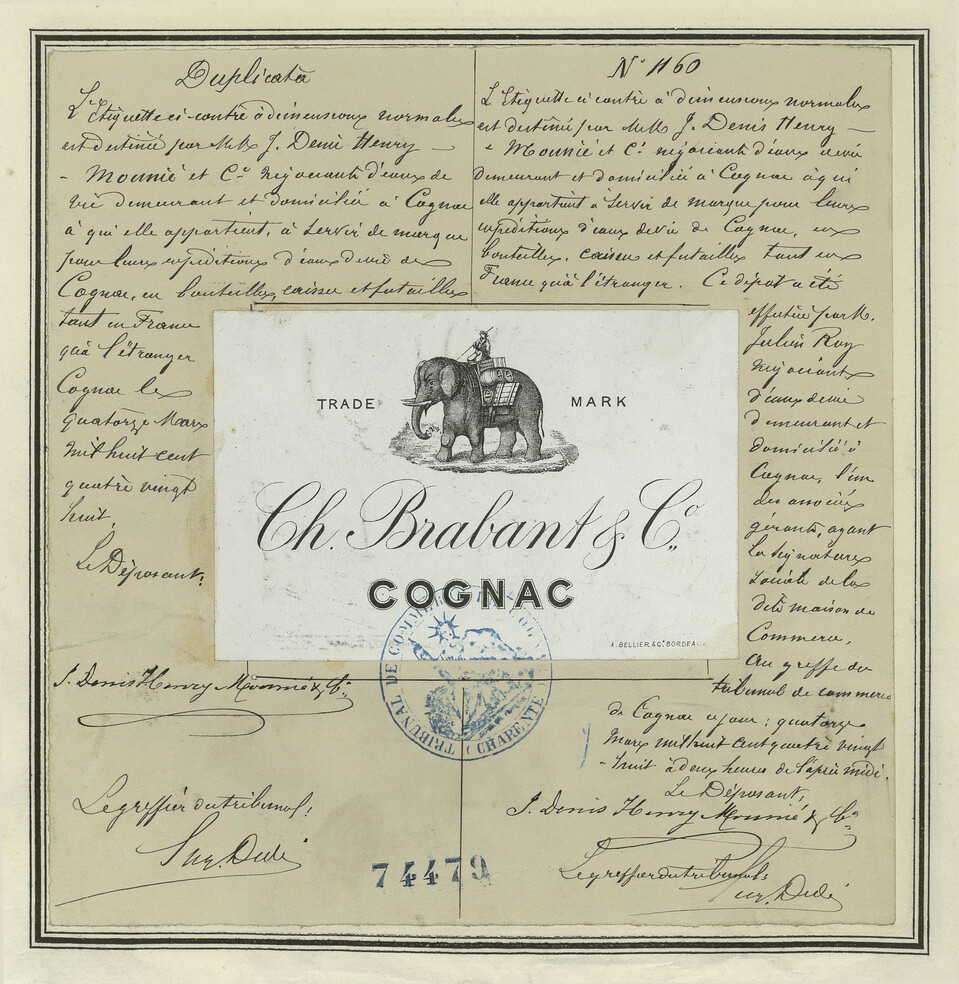 Duplicata
L'Etiquette ci-contre à dimensions normales
est destinée par MM. J. Denis Henry
Mounié et Cie négociants d'eaux de
vie demeurant et domiciliés à Cognac
à qui elle appartient, à servir de marque
pour leurs expéditions d'eaux de vie de
Cognac, en bouteilles, caisses et futailles
tant en France
qu'à l'étranger
Cognac le
quatorze Mars
mil huit cent
quatre vingt
huit
Le Déposant:
J. Denis Henry Mounié & Cie
Le greffier du tribunal:
N° 1160
L'Etiquette ci contre à dimensions normales
est destinée par MM. J. Denis Henry
Mounié et Cie négociants d'eaux de vie
demeurant et domiciliés à Cognac à qui
elle appartient à servir de marque pour leurs
expéditions d'eaux de vie de Cognac, en
bouteilles, caisses et futailles tant en
France qu'à l'étranger. Ce dépôt a été
effectué par M.
Julien Roy
négociant
d'eaux de vie
demeurant et
domicilié à
Cognac, l'un
des associés
gérants, ayant
la signature
sociale de la
dite maison de
Commerce,
Au greffe du
tribunal de commerce
de Cognac ce jour: quatorze
Mars mil huit cent quatre vingt
huit à deux heures de l'après midi.
Le Déposant:
J. Denis Henry Mounié & Cie
Le greffier du tribunal:
TRADE MARK
Ch. Brabant & Co.
COGNAC
A. BELLIER & Cie BORDEAUX
TRIBUNAL DE COMMERCE
(CHARENTE)
74479